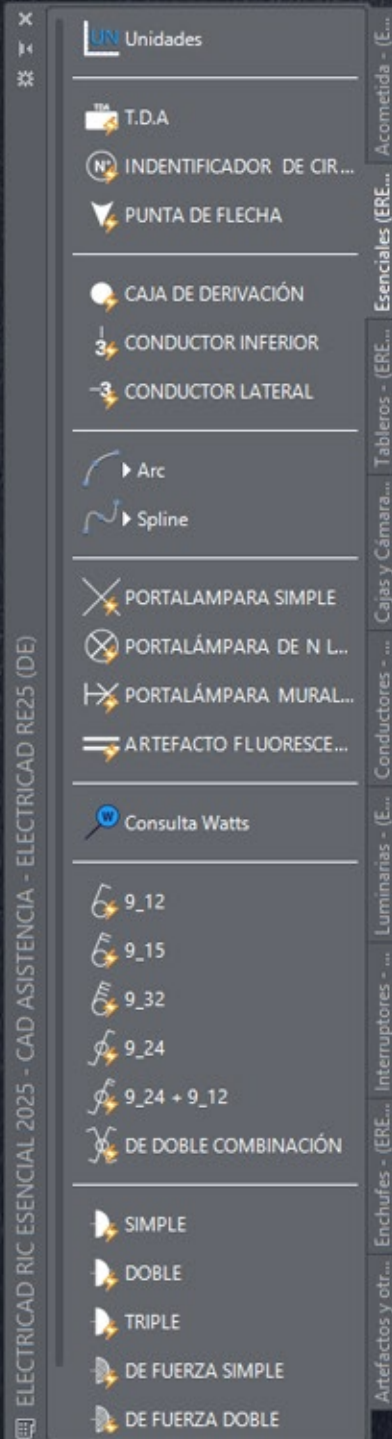 UN Unidades
TDA T.D.A
N° INDENTIFICADOR DE CIR...
PUNTA DE FLECHA
CAJA DE DERIVACIÓN
3 CONDUCTOR INFERIOR
3 CONDUCTOR LATERAL
Arc
Spline
PORTALAMPARA SIMPLE
PORTALÁMPARA DE N L...
PORTALÁMPARA MURAL...
ARTEFACTO FLUORESCE...
W Consulta Watts
9_12
9_15
9_32
9_24
9_24 + 9_12
DE DOBLE COMBINACIÓN
SIMPLE
DOBLE
TRIPLE
DE FUERZA SIMPLE
DE FUERZA DOBLE
ELECTRICAD RIC ESENCIAL 2025 - CAD ASISTENCIA - ELECTRICAD RE25 (DE)
Acometida - (E...
Esenciales (ERE...
Tableros - (ERE...
Cajas y Cámara...
Conductores - ...
Luminarias - (E...
Interruptores - ...
Enchufes - (ERE...
Artefactos y otr...